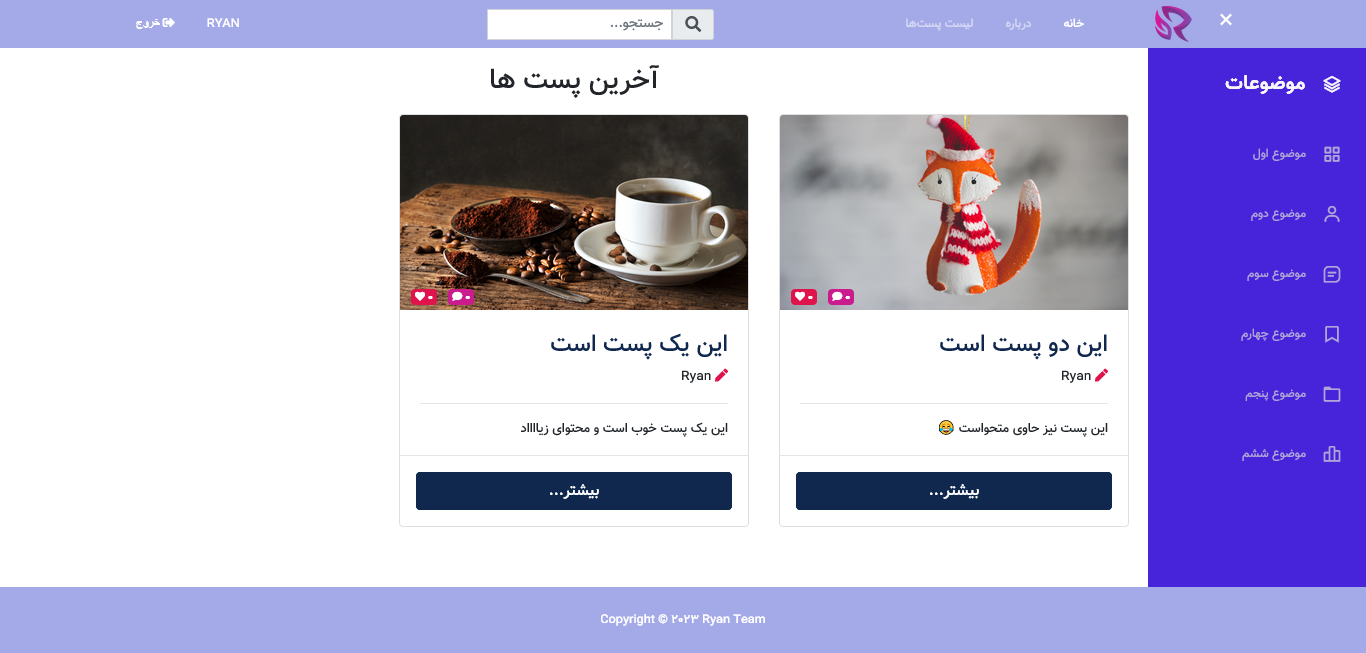 خانه
درباره
لیست پست‌ها
جستجو...
RYAN
خروج
موضوعات
موضوع اول
موضوع دوم
موضوع سوم
موضوع چهارم
موضوع پنجم
موضوع ششم
آخرین پست ها
۰ ۰
این دو پست است
Ryan
این پست نیز حاوی متحواست 😂
بیشتر...
۰ ۰
این یک پست است
Ryan
این یک پست خوب است و محتوای زیااااد
بیشتر...
Copyright © ۲۰۲۳ Ryan Team